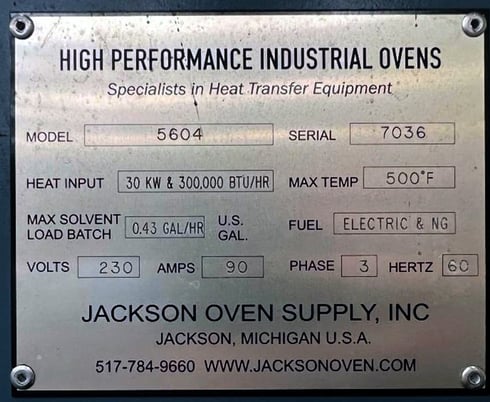 HIGH PERFORMANCE INDUSTRIAL OVENS
Specialists in Heat Transfer Equipment
MODEL 5604 SERIAL 7036
HEAT INPUT 30 KW & 300,000 BTU/HR MAX TEMP 500°F
MAX SOLVENT LOAD BATCH 0.43 GAL/HR U.S. GAL. FUEL ELECTRIC & NG
VOLTS 230 AMPS 90 PHASE 3 HERTZ 60
JACKSON OVEN SUPPLY, INC
JACKSON, MICHIGAN U.S.A.
517-784-9660 WWW.JACKSONOVEN.COM